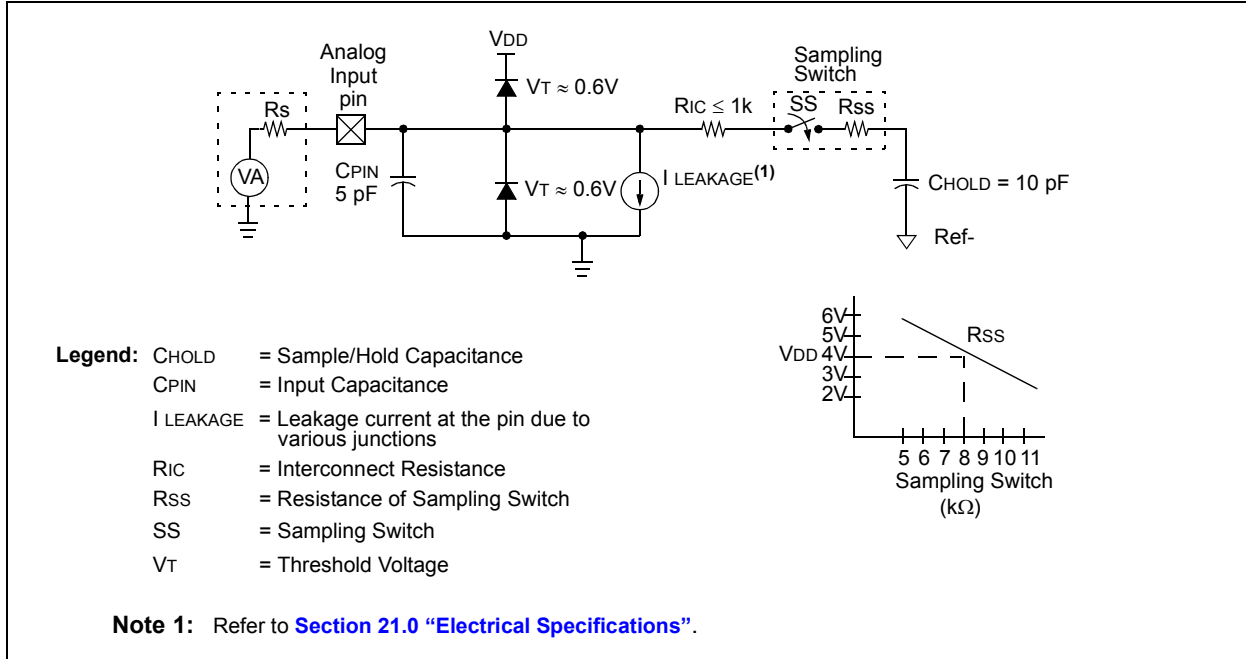 VDD
Analog
Input
pin
Sampling
Switch
VT ≈ 0.6V
Rs
RIC ≤ 1k
SS
Rss
VA
CPIN
5 pF
VT ≈ 0.6V
I LEAKAGE(1)
CHOLD = 10 pF
Ref-
6V
5V
VDD 4V
3V
2V
RSS
5 6 7 8 9 10 11
Sampling Switch
(kΩ)
Legend: CHOLD = Sample/Hold Capacitance
CPIN = Input Capacitance
I LEAKAGE = Leakage current at the pin due to
various junctions
RIC = Interconnect Resistance
RSS = Resistance of Sampling Switch
SS = Sampling Switch
VT = Threshold Voltage
Note 1: Refer to Section 21.0 “Electrical Specifications”.